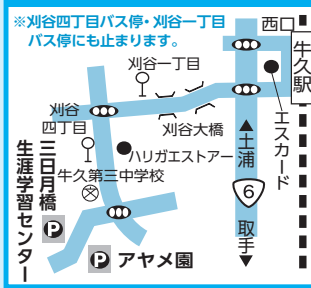 ※刈谷四丁目バス停・刈谷一丁目
バス停にも止まります。
西口
牛久駅
刈谷一丁目
エスカード
刈谷
四丁目
刈谷大橋
▲土浦
ハリガエストアー
牛久第三中学校
文
6
取手▼
三日月橋
生涯学習センター
P
P アヤメ園